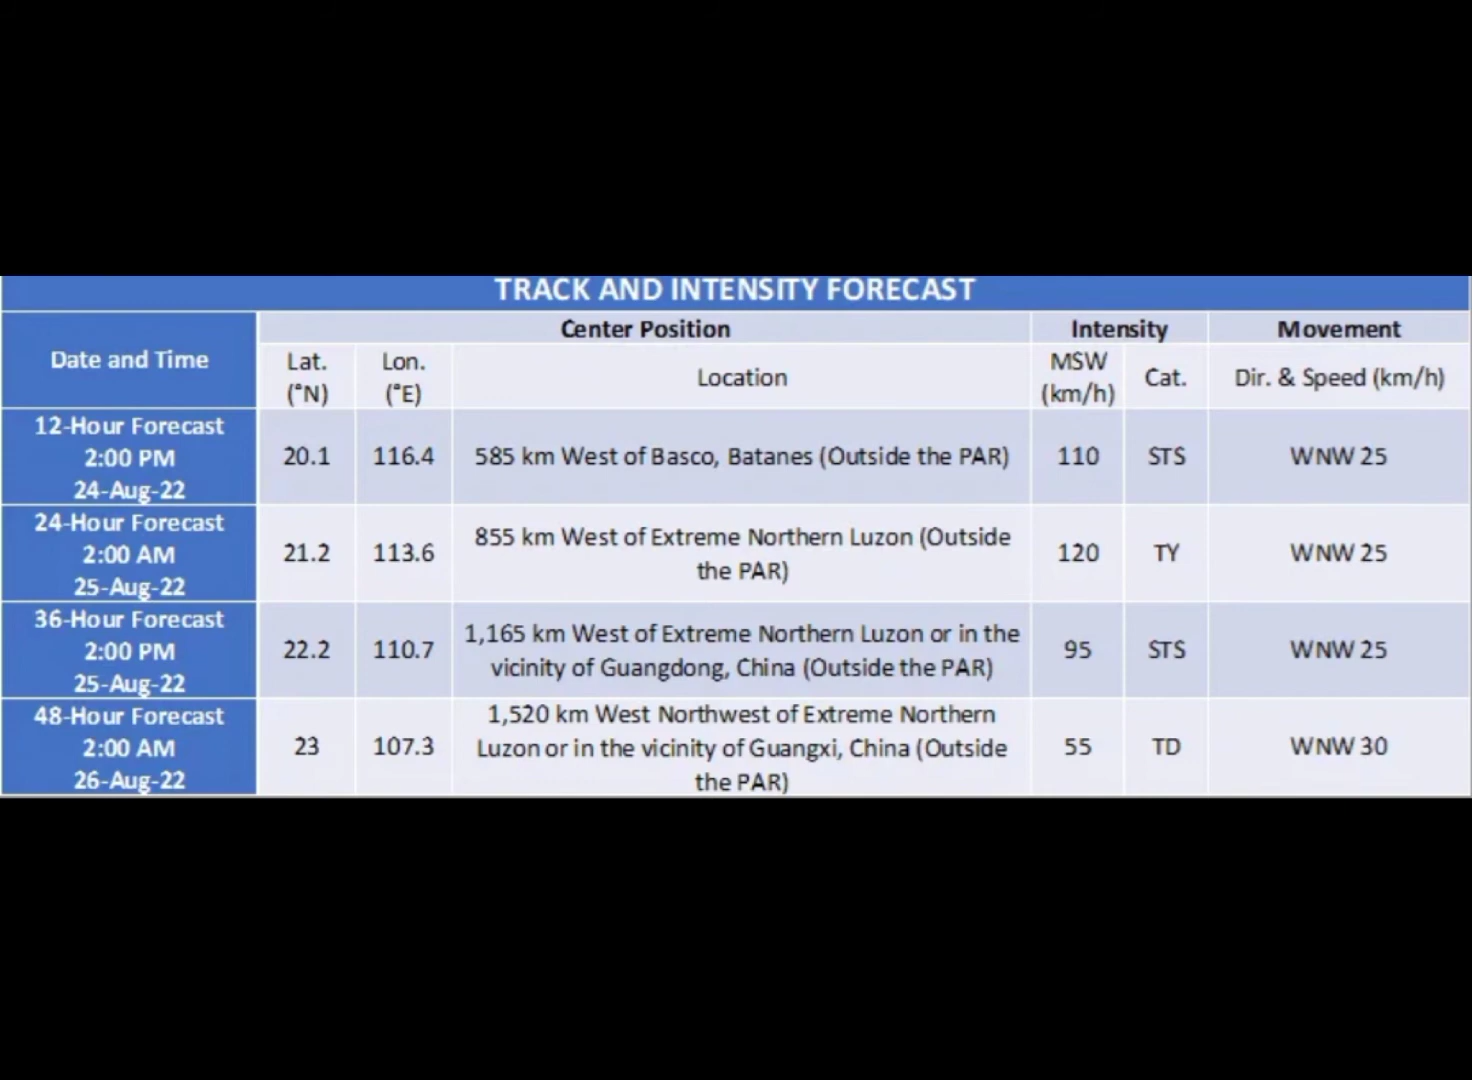 TRACK AND INTENSITY FORECAST
Date and Time
Center Position
Intensity
Movement
Lat.
(°N)
Lon.
(°E)
Location
MSW
(km/h)
Cat.
Dir. & Speed (km/h)
12-Hour Forecast
2:00 PM
24-Aug-22
20.1
116.4
585 km West of Basco, Batanes (Outside the PAR)
110
STS
WNW 25
24-Hour Forecast
2:00 AM
25-Aug-22
21.2
113.6
855 km West of Extreme Northern Luzon (Outside
the PAR)
120
TY
WNW 25
36-Hour Forecast
2:00 PM
25-Aug-22
22.2
110.7
1,165 km West of Extreme Northern Luzon or in the
vicinity of Guangdong, China (Outside the PAR)
95
STS
WNW 25
48-Hour Forecast
2:00 AM
26-Aug-22
23
107.3
1,520 km West Northwest of Extreme Northern
Luzon or in the vicinity of Guangxi, China (Outside
the PAR)
55
TD
WNW 30